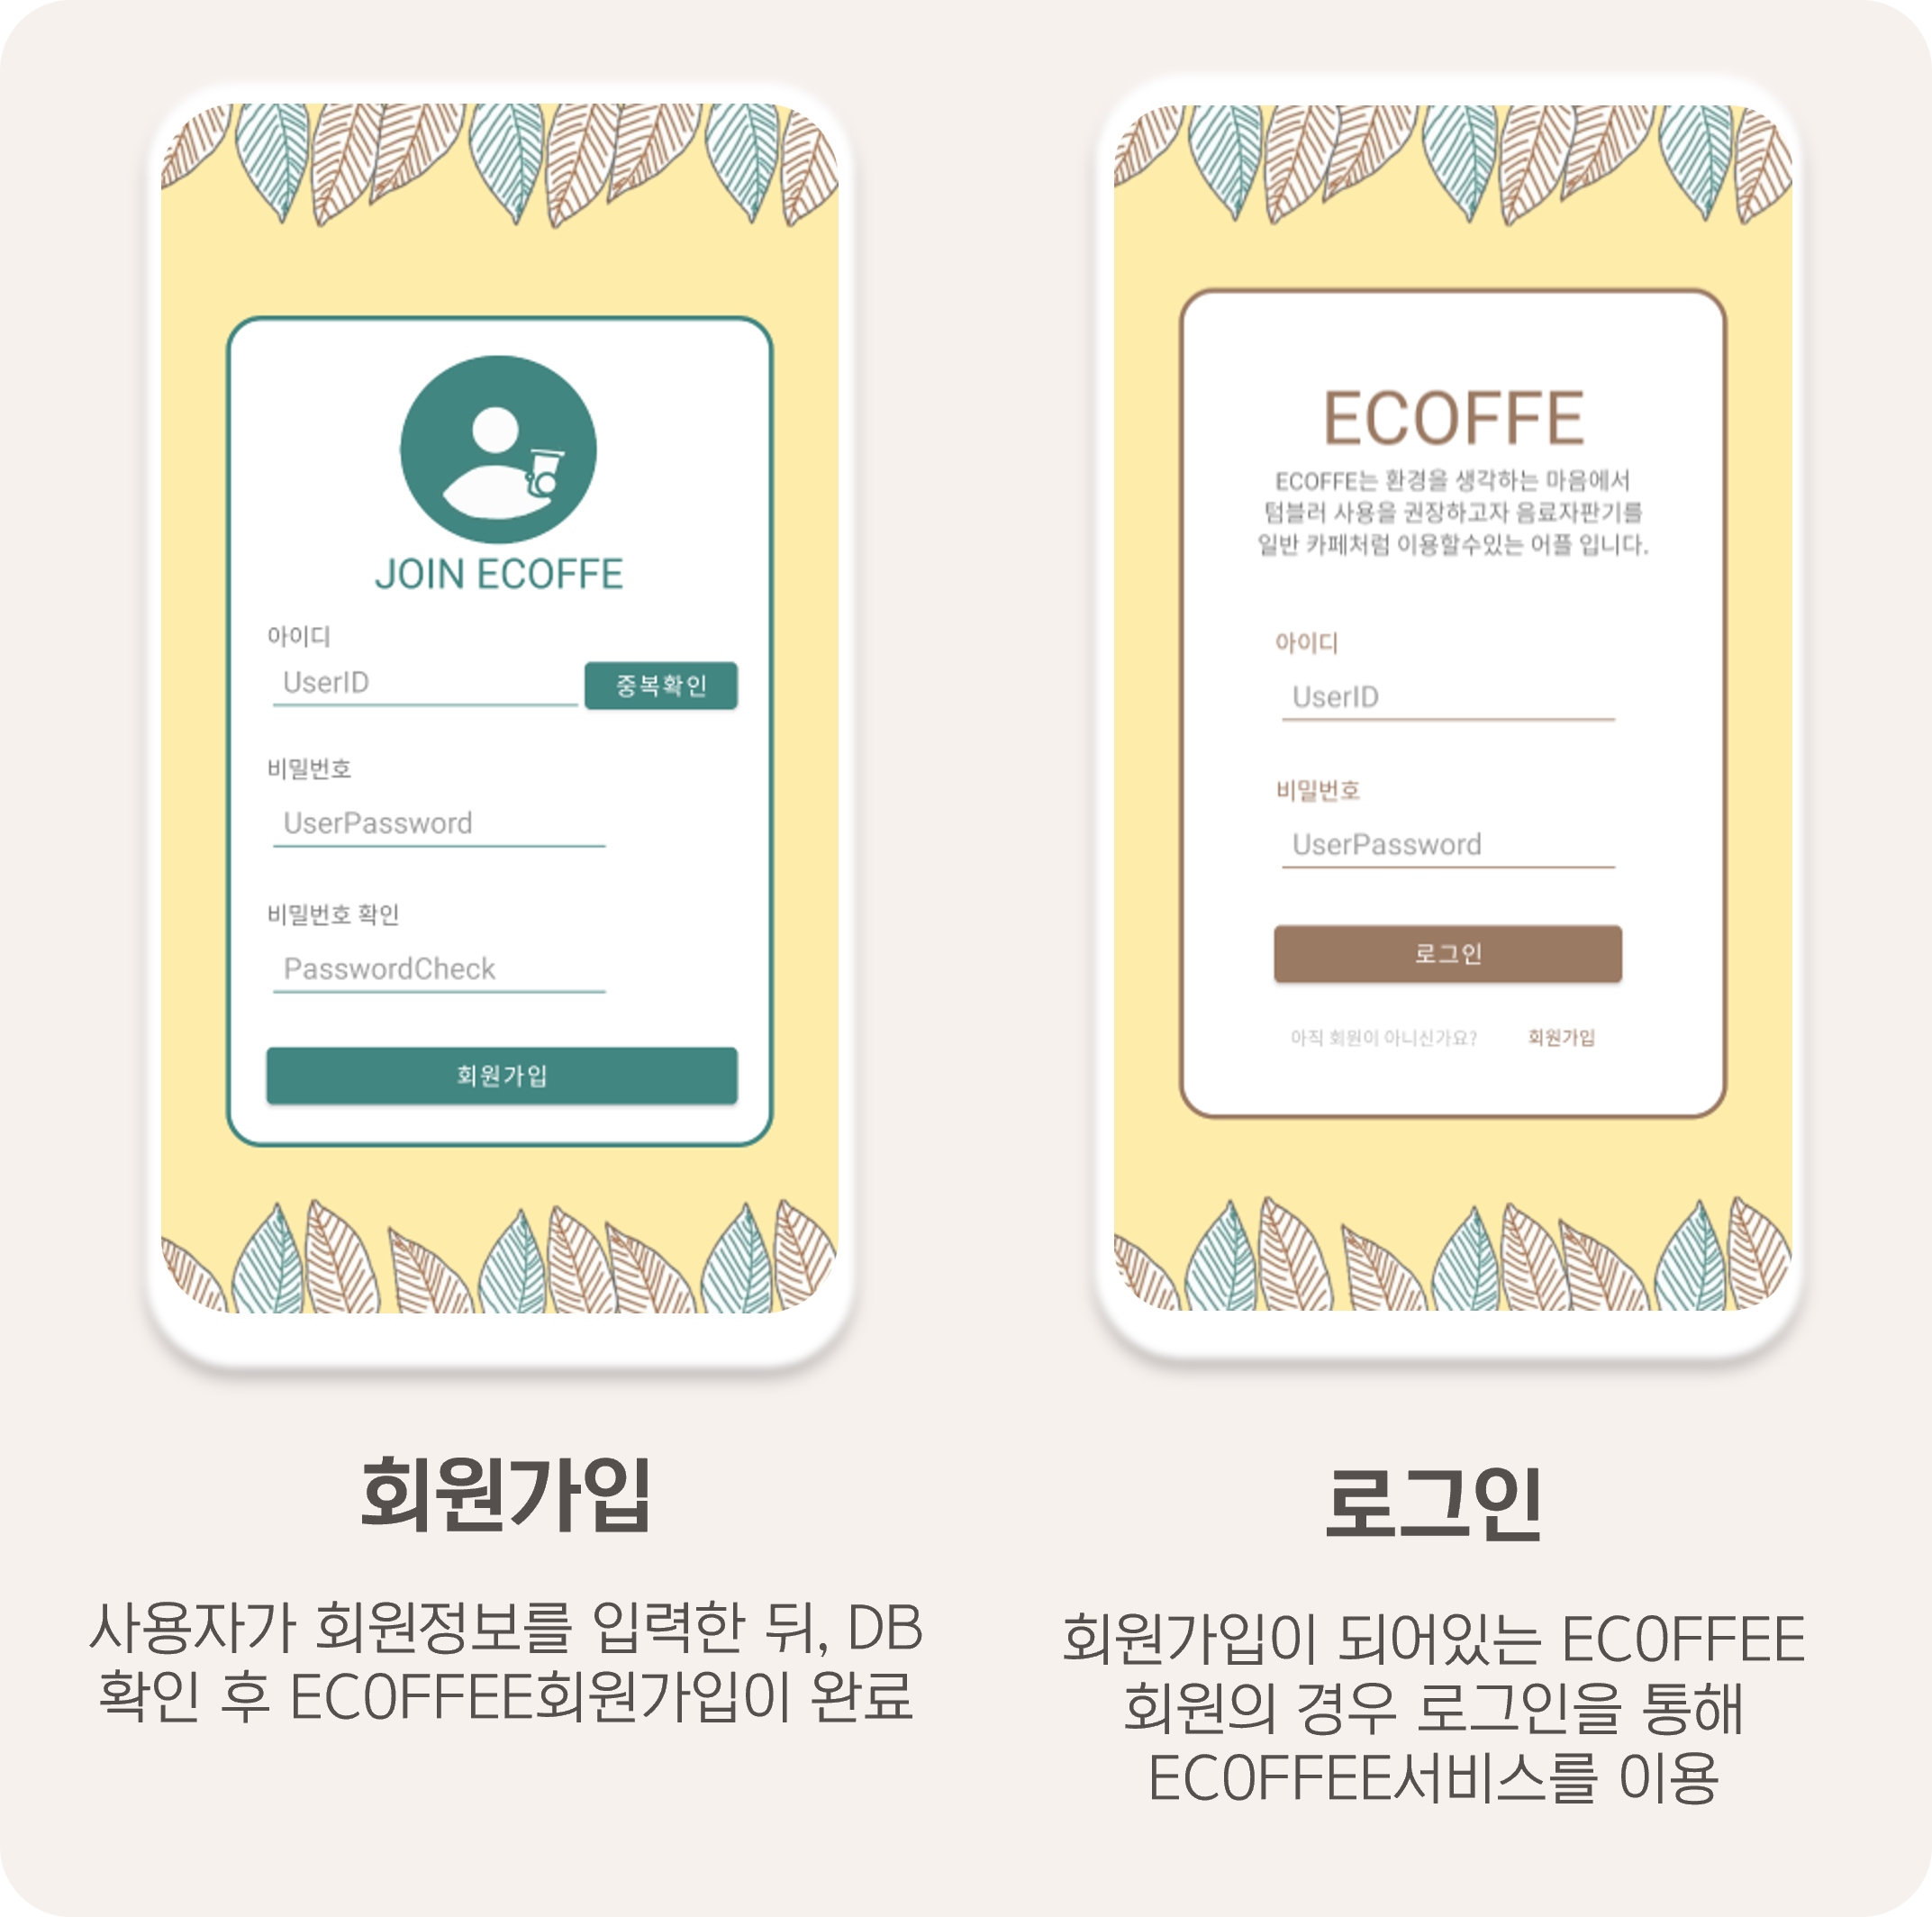 JOIN ECOFFE
아이디
UserID
중복확인
비밀번호
UserPassword
비밀번호 확인
PasswordCheck
회원가입
회원가입
사용자가 회원정보를 입력한 뒤, DB
확인 후 ECOFFEE회원가입이 완료
ECOFFE
ECOFFE는 환경을 생각하는 마음에서
텀블러 사용을 권장하고자 음료자판기를
일반 카페처럼 이용할수있는 어플 입니다.
아이디
UserID
비밀번호
UserPassword
로그인
아직 회원이 아니신가요? 회원가입
로그인
회원가입이 되어있는 ECOFFEE
회원의 경우 로그인을 통해
ECOFFEE서비스를 이용